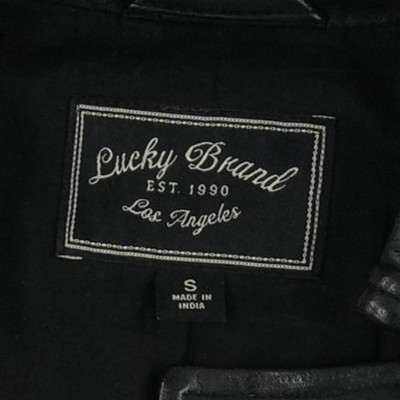 Lucky Brand
EST. 1990
Los Angeles
S
MADE IN
INDIA